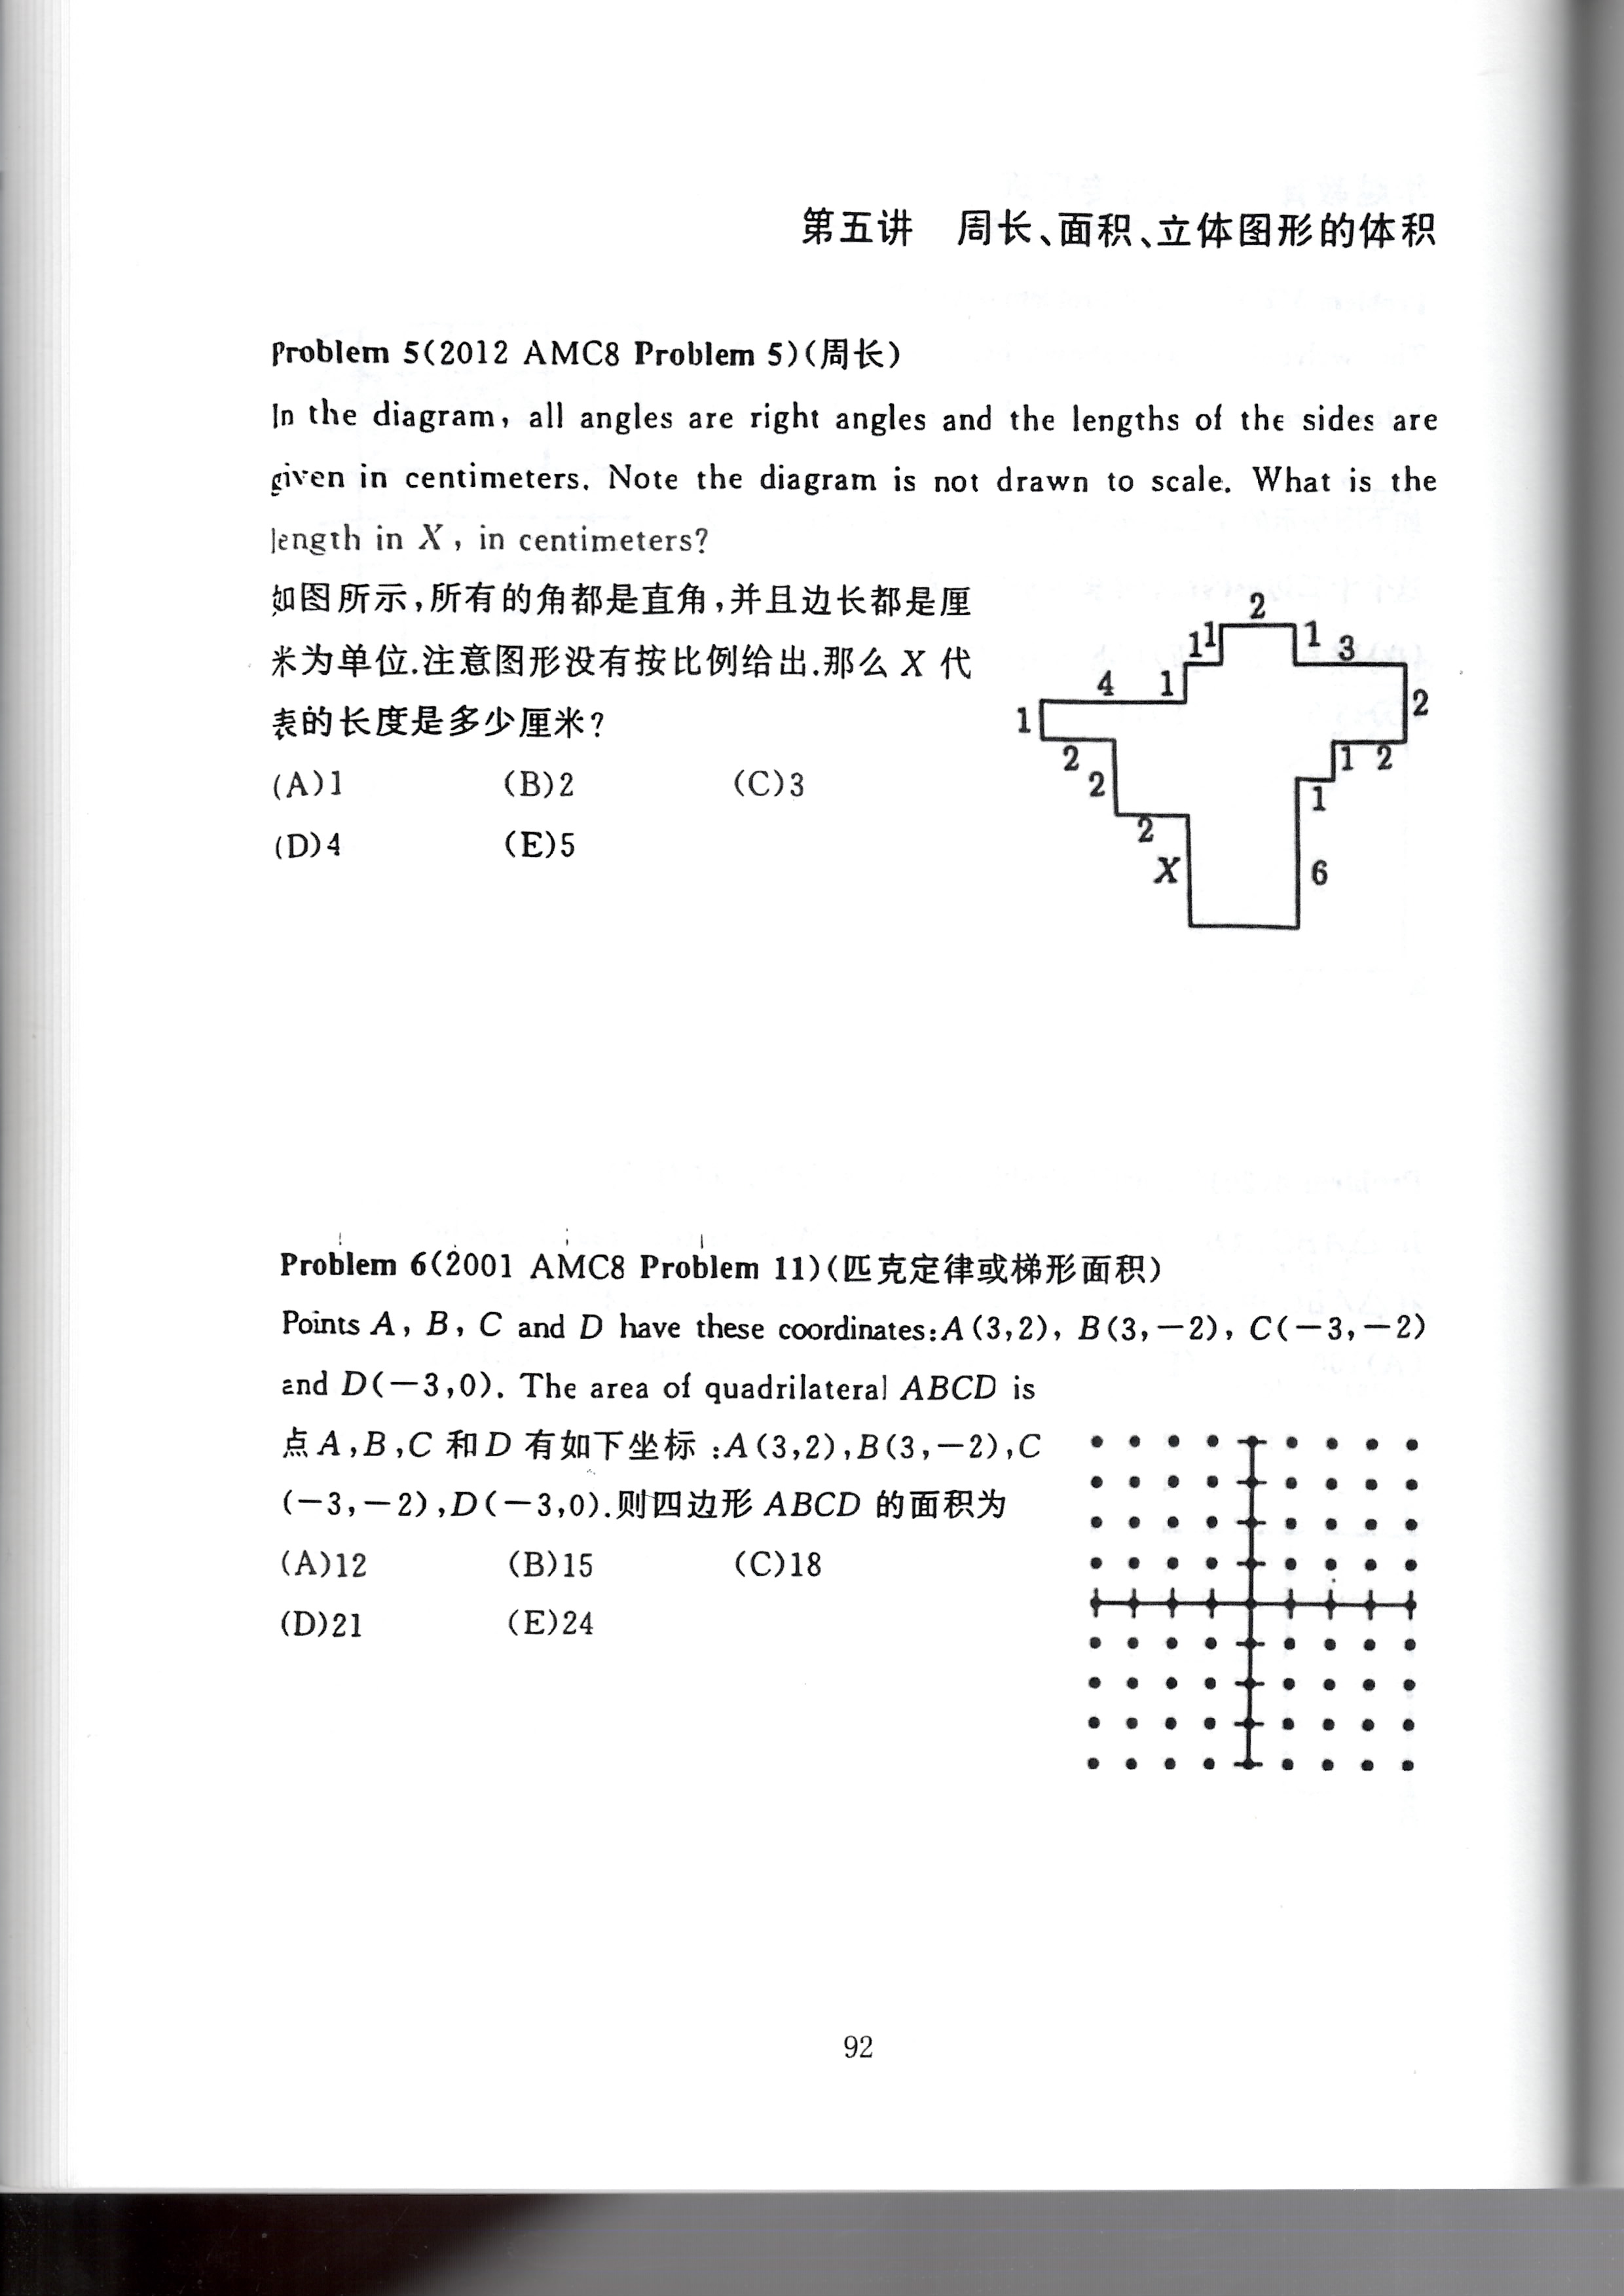 第五讲 周长、面积、立体图形的体积
Problem 5(2012 AMC8 Problem 5)(周长)
In the diagram, all angles are right angles and the lengths of the sides are
given in centimeters. Note the diagram is not drawn to scale. What is the
length in X, in centimeters?
如图所示,所有的角都是直角,并且边长都是厘
米为单位.注意图形没有按比例给出.那么 X 代
表的长度是多少厘米?
(A)1 (B)2 (C)3
(D)4 (E)5
2
1 1 1 3
4 1 2
1
2 1 2
2 1
2
X 6
Problem 6(2001 AMC8 Problem 11)(匹克定律或梯形面积)
Points A, B, C and D have these coordinates:A(3,2), B(3,-2), C(-3,-2)
and D(-3,0). The area of quadrilateral ABCD is
点 A,B,C 和 D 有如下坐标:A(3,2),B(3,-2),C
(-3,-2),D(-3,0).则四边形 ABCD 的面积为
(A)12 (B)15 (C)18
(D)21 (E)24
92